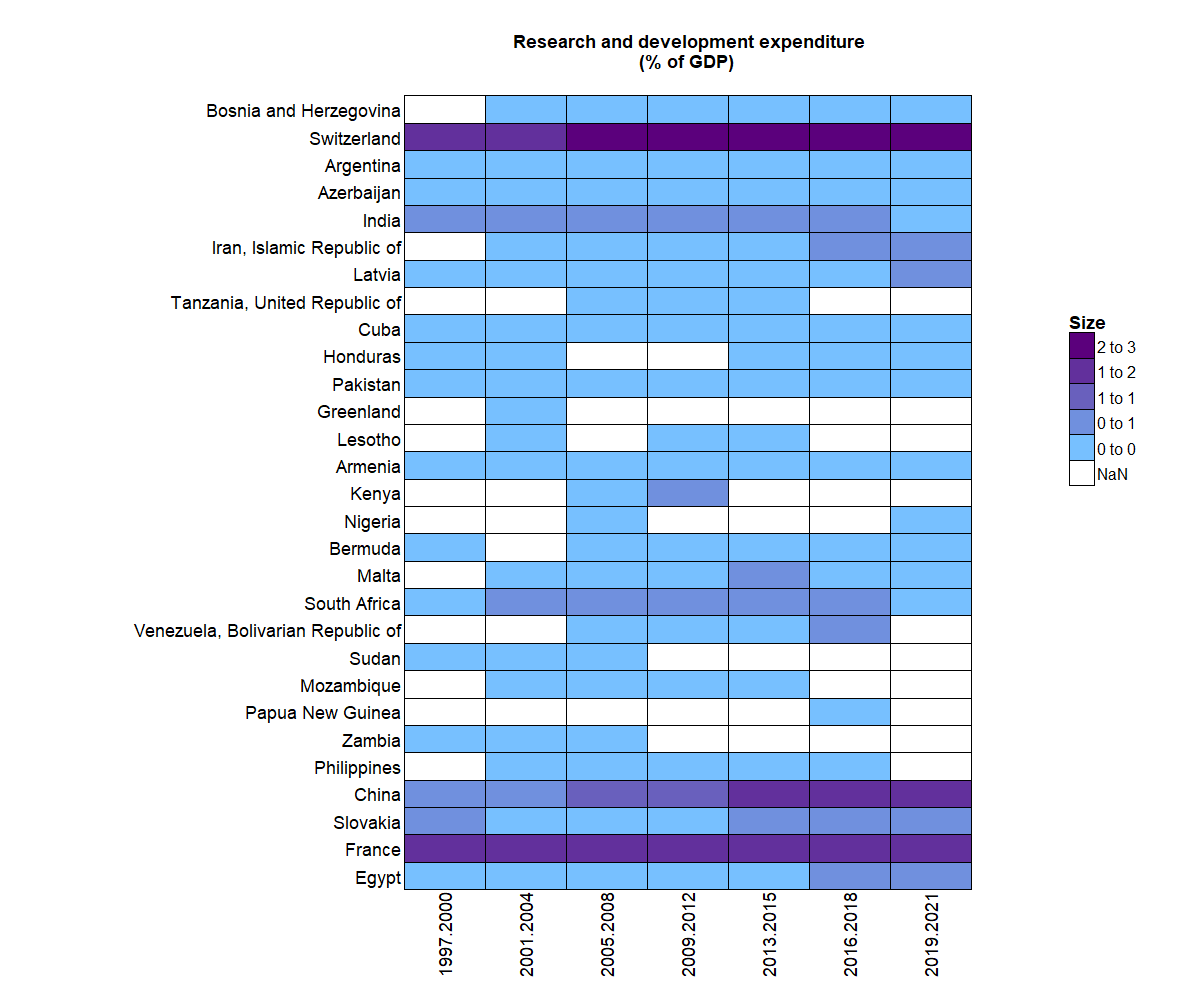 Research and development expenditure
(% of GDP)
Bosnia and Herzegovina
Switzerland
Argentina
Azerbaijan
India
Iran, Islamic Republic of
Latvia
Tanzania, United Republic of
Cuba
Honduras
Pakistan
Greenland
Lesotho
Armenia
Kenya
Nigeria
Bermuda
Malta
South Africa
Venezuela, Bolivarian Republic of
Sudan
Mozambique
Papua New Guinea
Zambia
Philippines
China
Slovakia
France
Egypt
1997.2000
2001.2004
2005.2008
2009.2012
2013.2015
2016.2018
2019.2021
Size
2 to 3
1 to 2
1 to 1
0 to 1
0 to 0
NaN